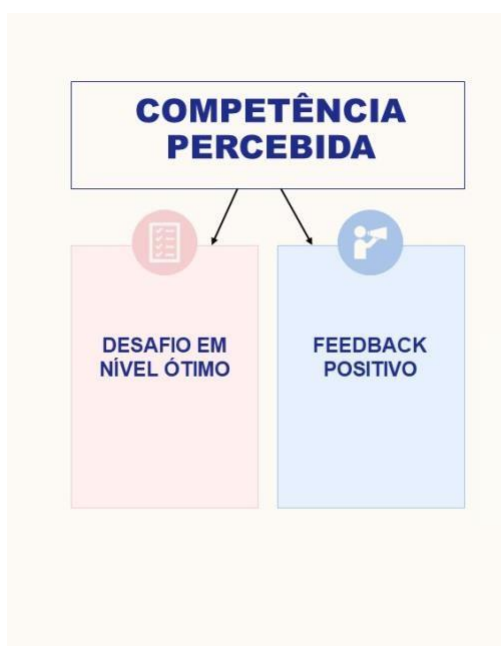 COMPETÊNCIA
PERCEBIDA
DESAFIO EM
NÍVEL ÓTIMO
FEEDBACK
POSITIVO